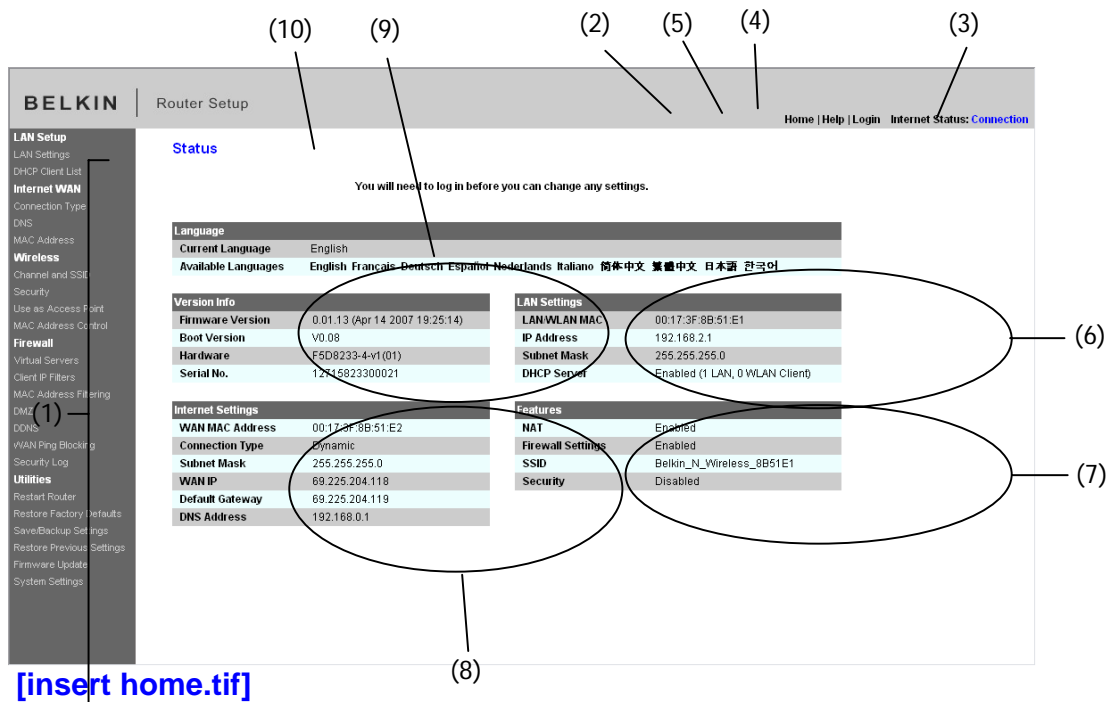 (10) (9) (2) (5) (4) (3)
BELKIN Router Setup
Home | Help | Login Internet Status: Connection
LAN Setup
LAN Settings
DHCP Client List
Internet WAN
Connection Type
DNS
MAC Address
Wireless
Channel and SSID
Security
Use as Access Point
MAC Address Control
Firewall
Virtual Servers
Client IP Filters
MAC Address Filtering
DMZ
DDNS
WAN Ping Blocking
Security Log
Utilities
Restart Router
Restore Factory Defaults
Save/Backup Settings
Restore Previous Settings
Firmware Update
System Settings
(1)
Status
You will need to log in before you can change any settings.
Language
Current Language English
Available Languages English Français Deutsch Español Nederlands Italiano 简体中文 繁體中文 日本語 한국어
Version Info
Firmware Version 0.01.13 (Apr 14 2007 19:25:14)
Boot Version V0.08
Hardware F5D8233-4-v1(01)
Serial No. 12715823300021
LAN Settings
LAN/WLAN MAC 00:17:3F:8B:51:E1
IP Address 192.168.2.1
Subnet Mask 255.255.255.0
DHCP Server Enabled (1 LAN, 0 WLAN Client)
(6)
Internet Settings
WAN MAC Address 00:17:3F:8B:51:E2
Connection Type Dynamic
Subnet Mask 255.255.255.0
WAN IP 69.225.204.118
Default Gateway 69.225.204.119
DNS Address 192.168.0.1
Features
NAT Enabled
Firewall Settings Enabled
SSID Belkin_N_Wireless_8B51E1
Security Disabled
(7)
(8)
[insert home.tif]